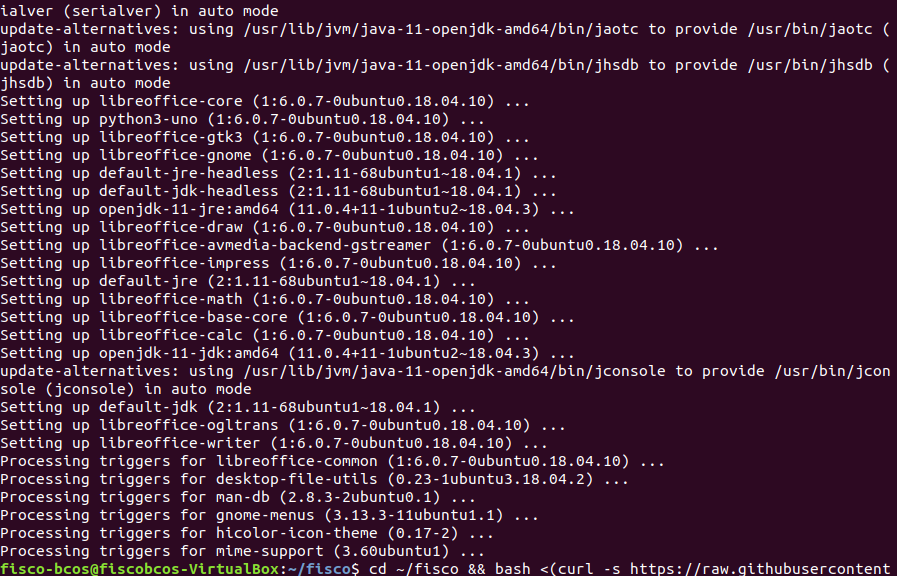 ialver (serialver) in auto mode
update-alternatives: using /usr/lib/jvm/java-11-openjdk-amd64/bin/jaotc to provide /usr/bin/jaotc (
jaotc) in auto mode
update-alternatives: using /usr/lib/jvm/java-11-openjdk-amd64/bin/jhsdb to provide /usr/bin/jhsdb (
jhsdb) in auto mode
Setting up libreoffice-core (1:6.0.7-0ubuntu0.18.04.10) ...
Setting up python3-uno (1:6.0.7-0ubuntu0.18.04.10) ...
Setting up libreoffice-gtk3 (1:6.0.7-0ubuntu0.18.04.10) ...
Setting up libreoffice-gnome (1:6.0.7-0ubuntu0.18.04.10) ...
Setting up default-jre-headless (2:1.11-68ubuntu1~18.04.1) ...
Setting up default-jdk-headless (2:1.11-68ubuntu1~18.04.1) ...
Setting up openjdk-11-jre:amd64 (11.0.4+11-1ubuntu2~18.04.3) ...
Setting up libreoffice-draw (1:6.0.7-0ubuntu0.18.04.10) ...
Setting up libreoffice-avmedia-backend-gstreamer (1:6.0.7-0ubuntu0.18.04.10) ...
Setting up libreoffice-impress (1:6.0.7-0ubuntu0.18.04.10) ...
Setting up default-jre (2:1.11-68ubuntu1~18.04.1) ...
Setting up libreoffice-math (1:6.0.7-0ubuntu0.18.04.10) ...
Setting up libreoffice-base-core (1:6.0.7-0ubuntu0.18.04.10) ...
Setting up libreoffice-calc (1:6.0.7-0ubuntu0.18.04.10) ...
Setting up openjdk-11-jdk:amd64 (11.0.4+11-1ubuntu2~18.04.3) ...
update-alternatives: using /usr/lib/jvm/java-11-openjdk-amd64/bin/jconsole to provide /usr/bin/jcon
sole (jconsole) in auto mode
Setting up default-jdk (2:1.11-68ubuntu1~18.04.1) ...
Setting up libreoffice-ogltrans (1:6.0.7-0ubuntu0.18.04.10) ...
Setting up libreoffice-writer (1:6.0.7-0ubuntu0.18.04.10) ...
Processing triggers for libreoffice-common (1:6.0.7-0ubuntu0.18.04.10) ...
Processing triggers for desktop-file-utils (0.23-1ubuntu3.18.04.2) ...
Processing triggers for man-db (2.8.3-2ubuntu0.1) ...
Processing triggers for gnome-menus (3.13.3-11ubuntu1.1) ...
Processing triggers for hicolor-icon-theme (0.17-2) ...
Processing triggers for mime-support (3.60ubuntu1) ...
fisco-bcos@fiscobcos-VirtualBox:~/fisco$ cd ~/fisco && bash <(curl -s https://raw.githubusercontent